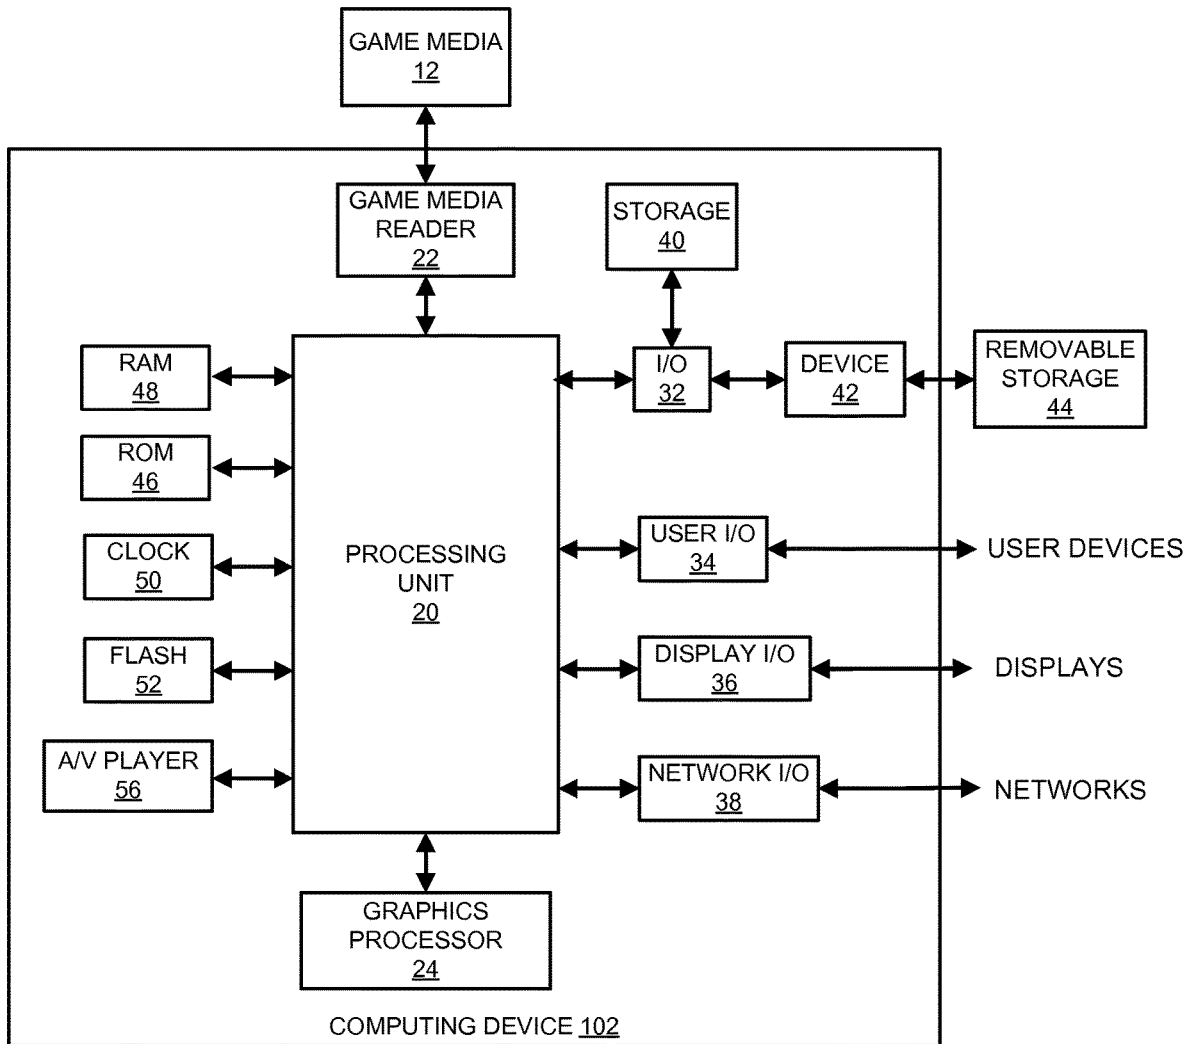 GAME MEDIA
12
GAME MEDIA
READER
22
STORAGE
40
RAM
48
I/O
32
DEVICE
42
REMOVABLE
STORAGE
44
ROM
46
CLOCK
50
PROCESSING
UNIT
20
USER I/O
34
USER DEVICES
FLASH
52
DISPLAY I/O
36
DISPLAYS
A/V PLAYER
56
NETWORK I/O
38
NETWORKS
GRAPHICS
PROCESSOR
24
COMPUTING DEVICE 102